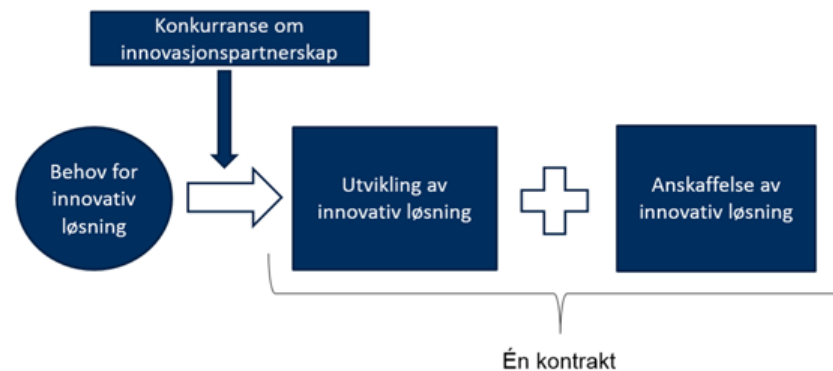 Konkurranse om
innovasjonspartnerskap
Behov for
innovativ
løsning
Utvikling av
innovativ løsning
Anskaffelse av
innovativ løsning
Én kontrakt